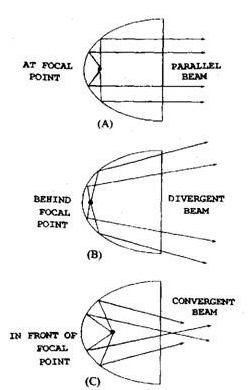 AT FOCAL
POINT
PARALLEL
BEAM
(A)
BEHIND
FOCAL
POINT
DIVERGENT
BEAM
(B)
CONVERGENT
BEAM
IN FRONT OF
FOCAL
POINT
(C)